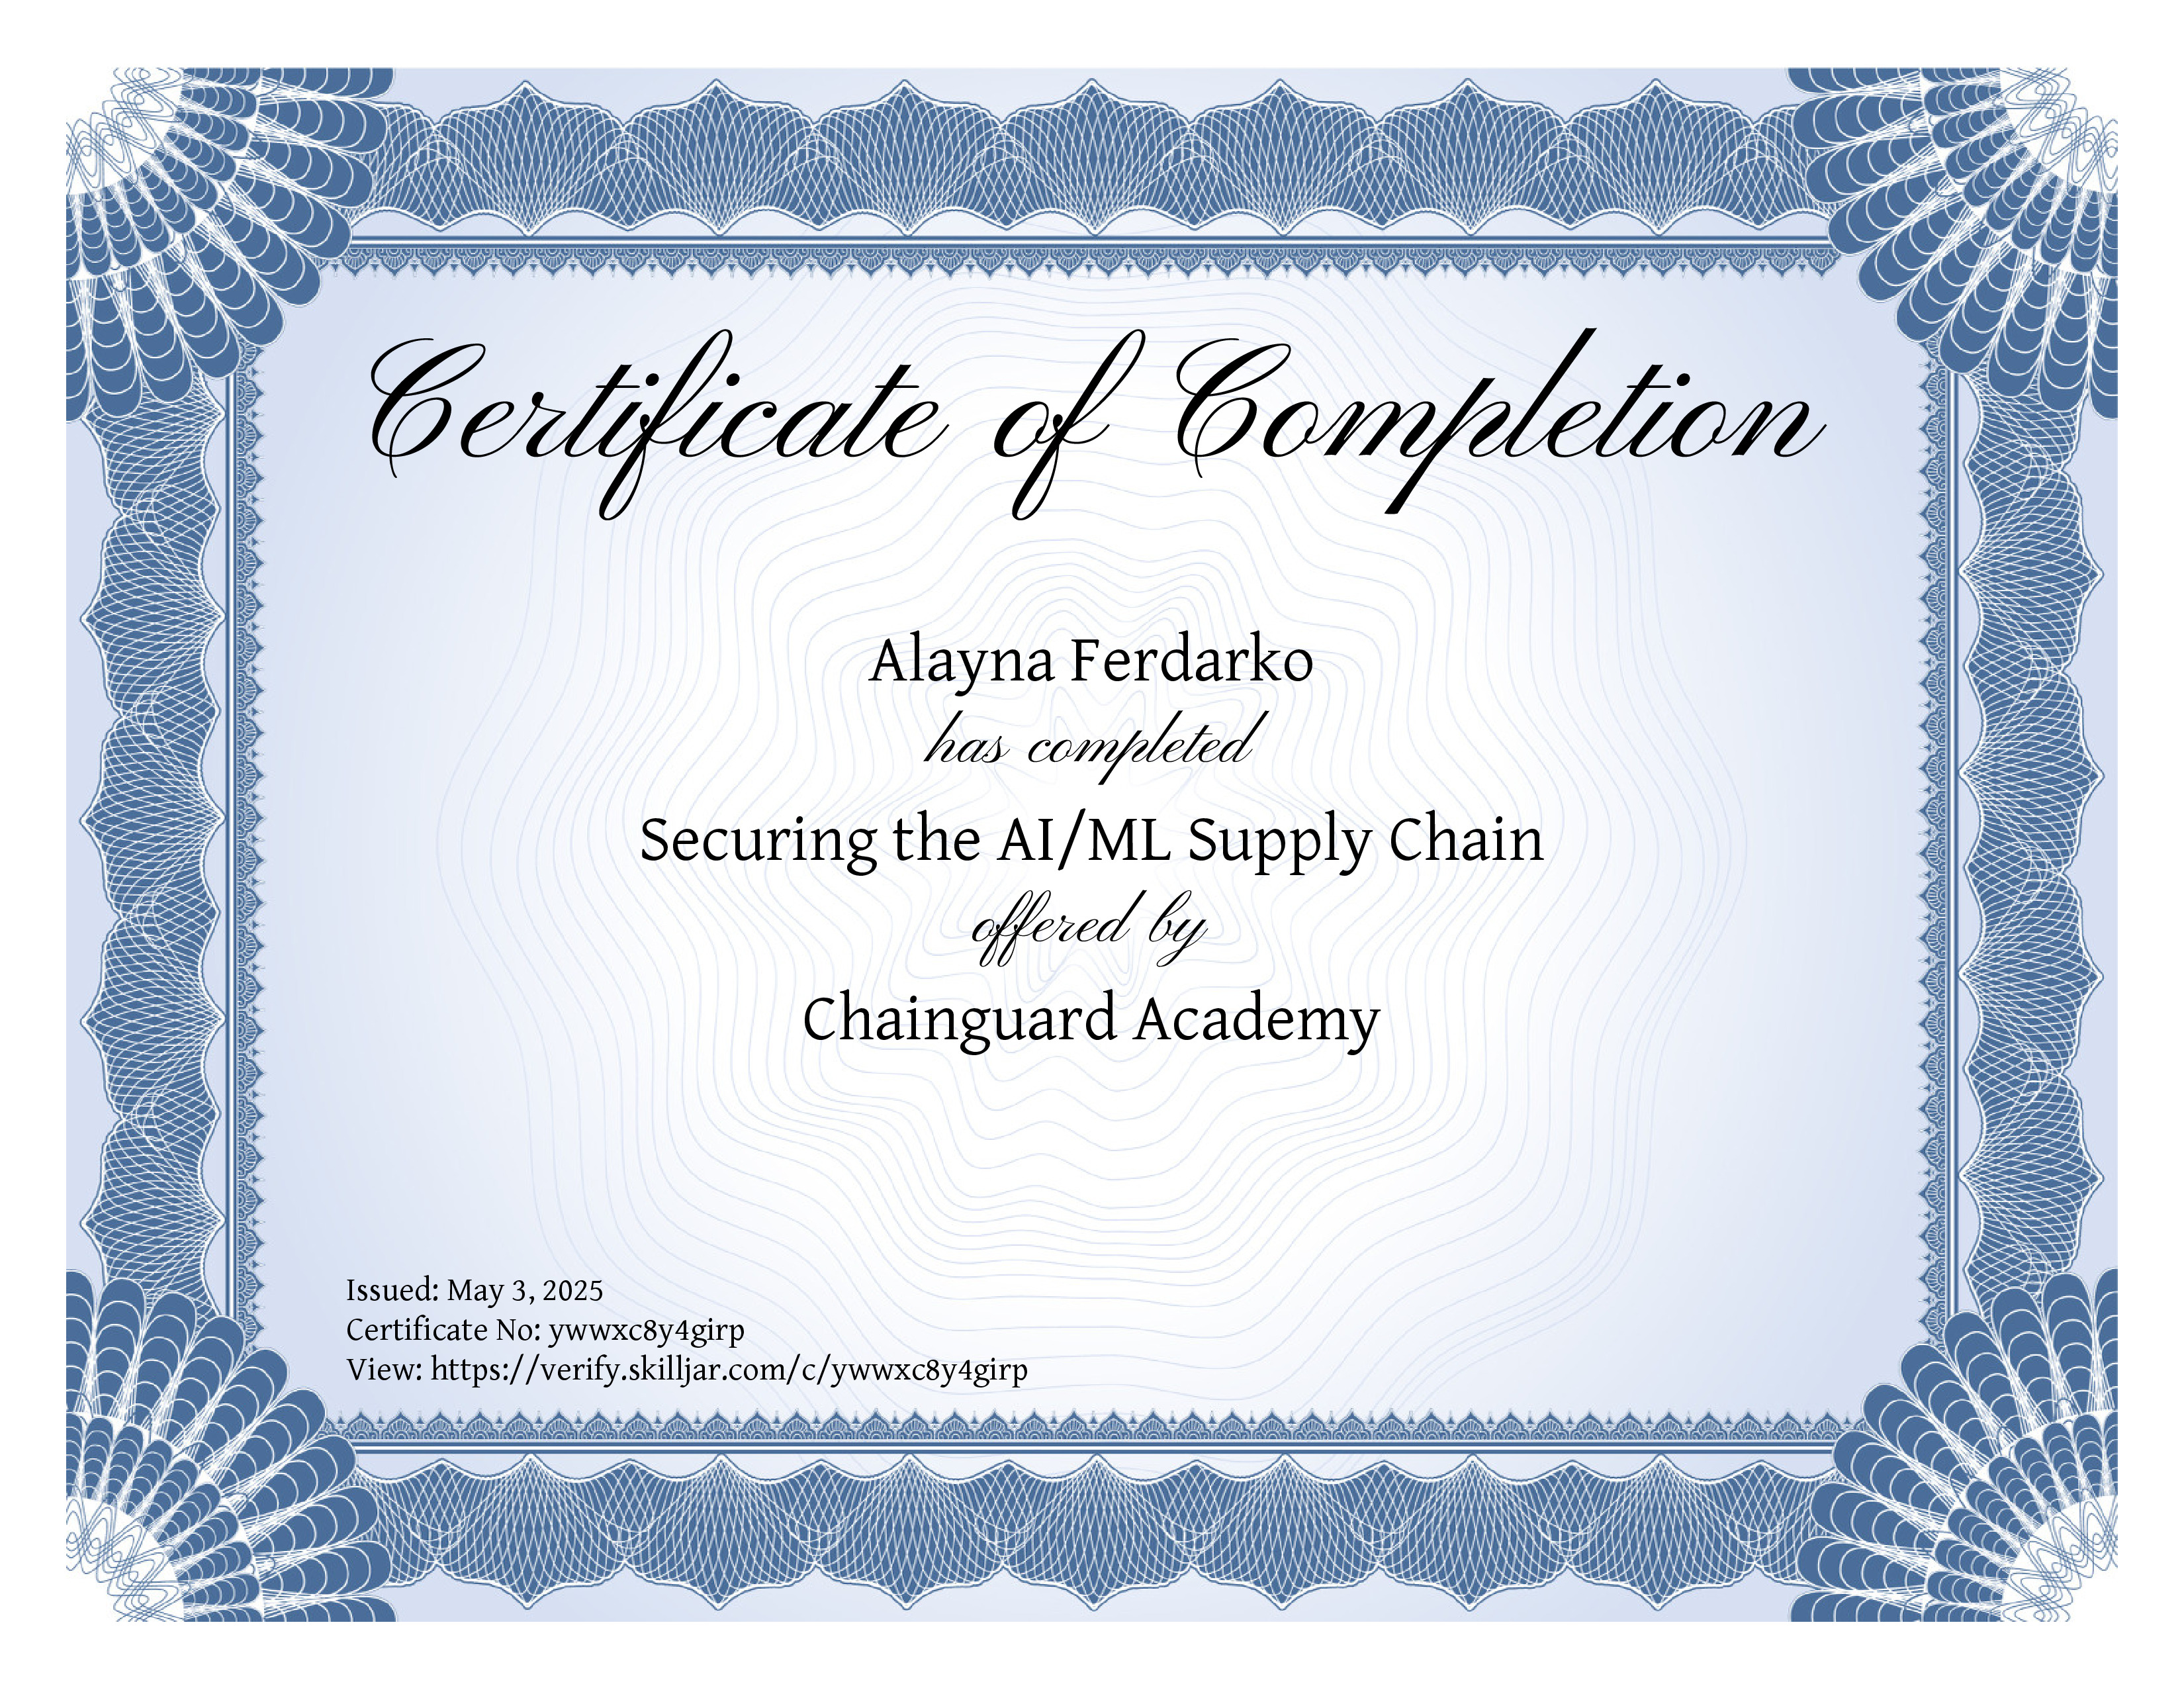 Certificate of Completion
Alayna Ferdarko
has completed
Securing the AI/ML Supply Chain
offered by
Chainguard Academy
Issued: May 3, 2025
Certificate No: ywwxc8y4girp
View: https://verify.skilljar.com/c/ywwxc8y4girp